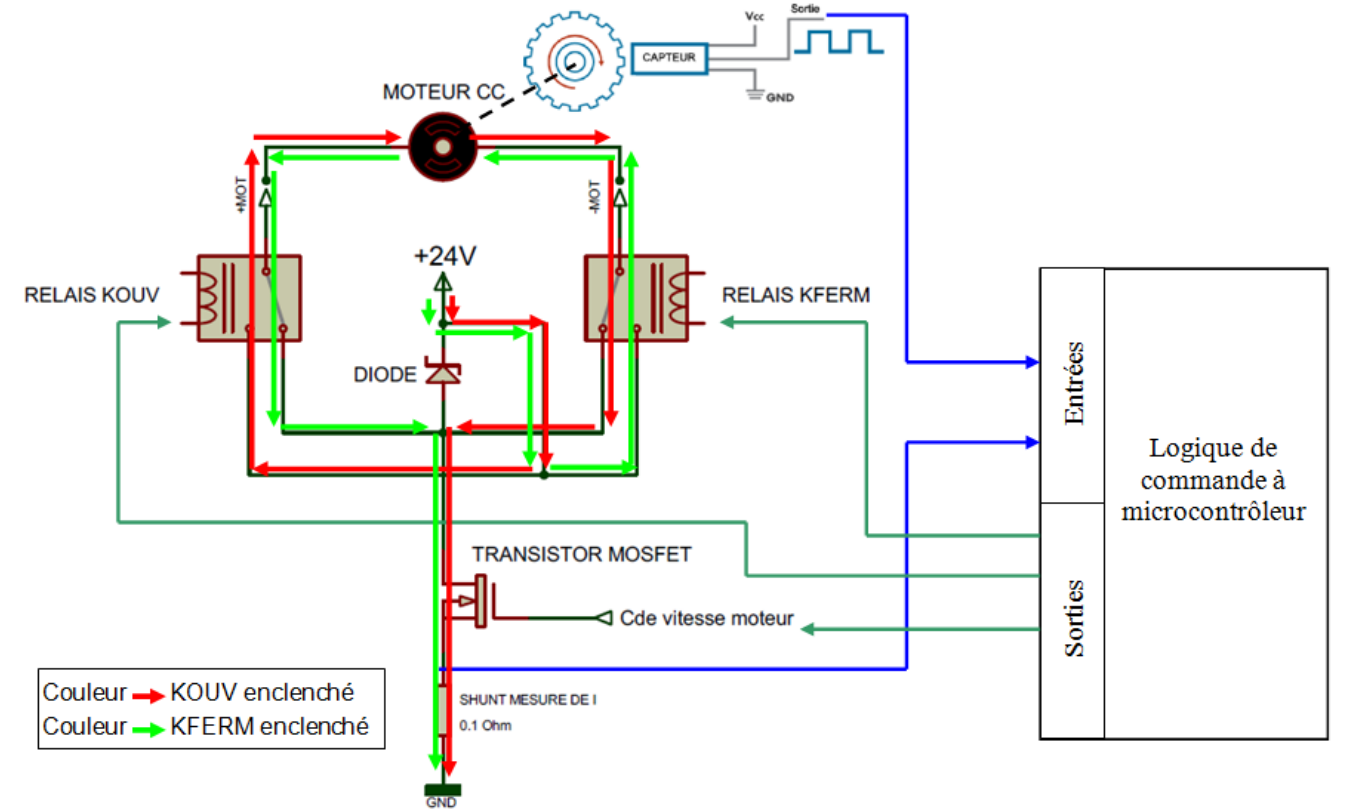 Sortie
Vcc
CAPTEUR
GND
MOTEUR CC
+MOT
-MOT
+24V
RELAIS KOUV
RELAIS KFERM
DIODE
Entrées
Logique de
commande à
microcontrôleur
TRANSISTOR MOSFET
Cde vitesse moteur
Sorties
SHUNT MESURE DE I
0.1 Ohm
Couleur KOUV enclenché
Couleur KFERM enclenché
GND